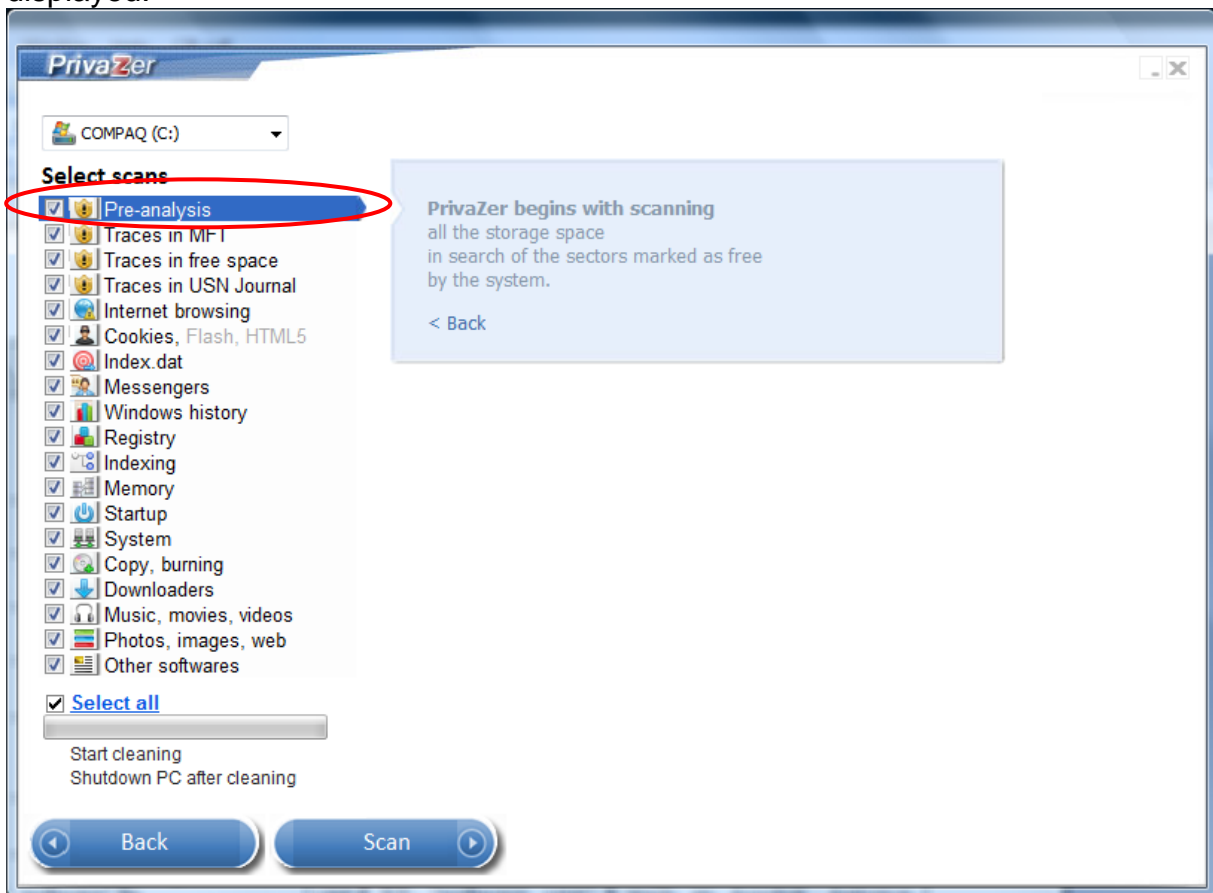 displayed.
PrivaZer
COMPAQ (C:)
Select scans
Pre-analysis
Traces in MFT
Traces in free space
Traces in USN Journal
Internet browsing
Cookies, Flash, HTML5
Index.dat
Messengers
Windows history
Registry
Indexing
Memory
Startup
System
Copy, burning
Downloaders
Music, movies, videos
Photos, images, web
Other softwares
Select all
Start cleaning
Shutdown PC after cleaning
PrivaZer begins with scanning
all the storage space
in search of the sectors marked as free
by the system.
< Back
Back
Scan